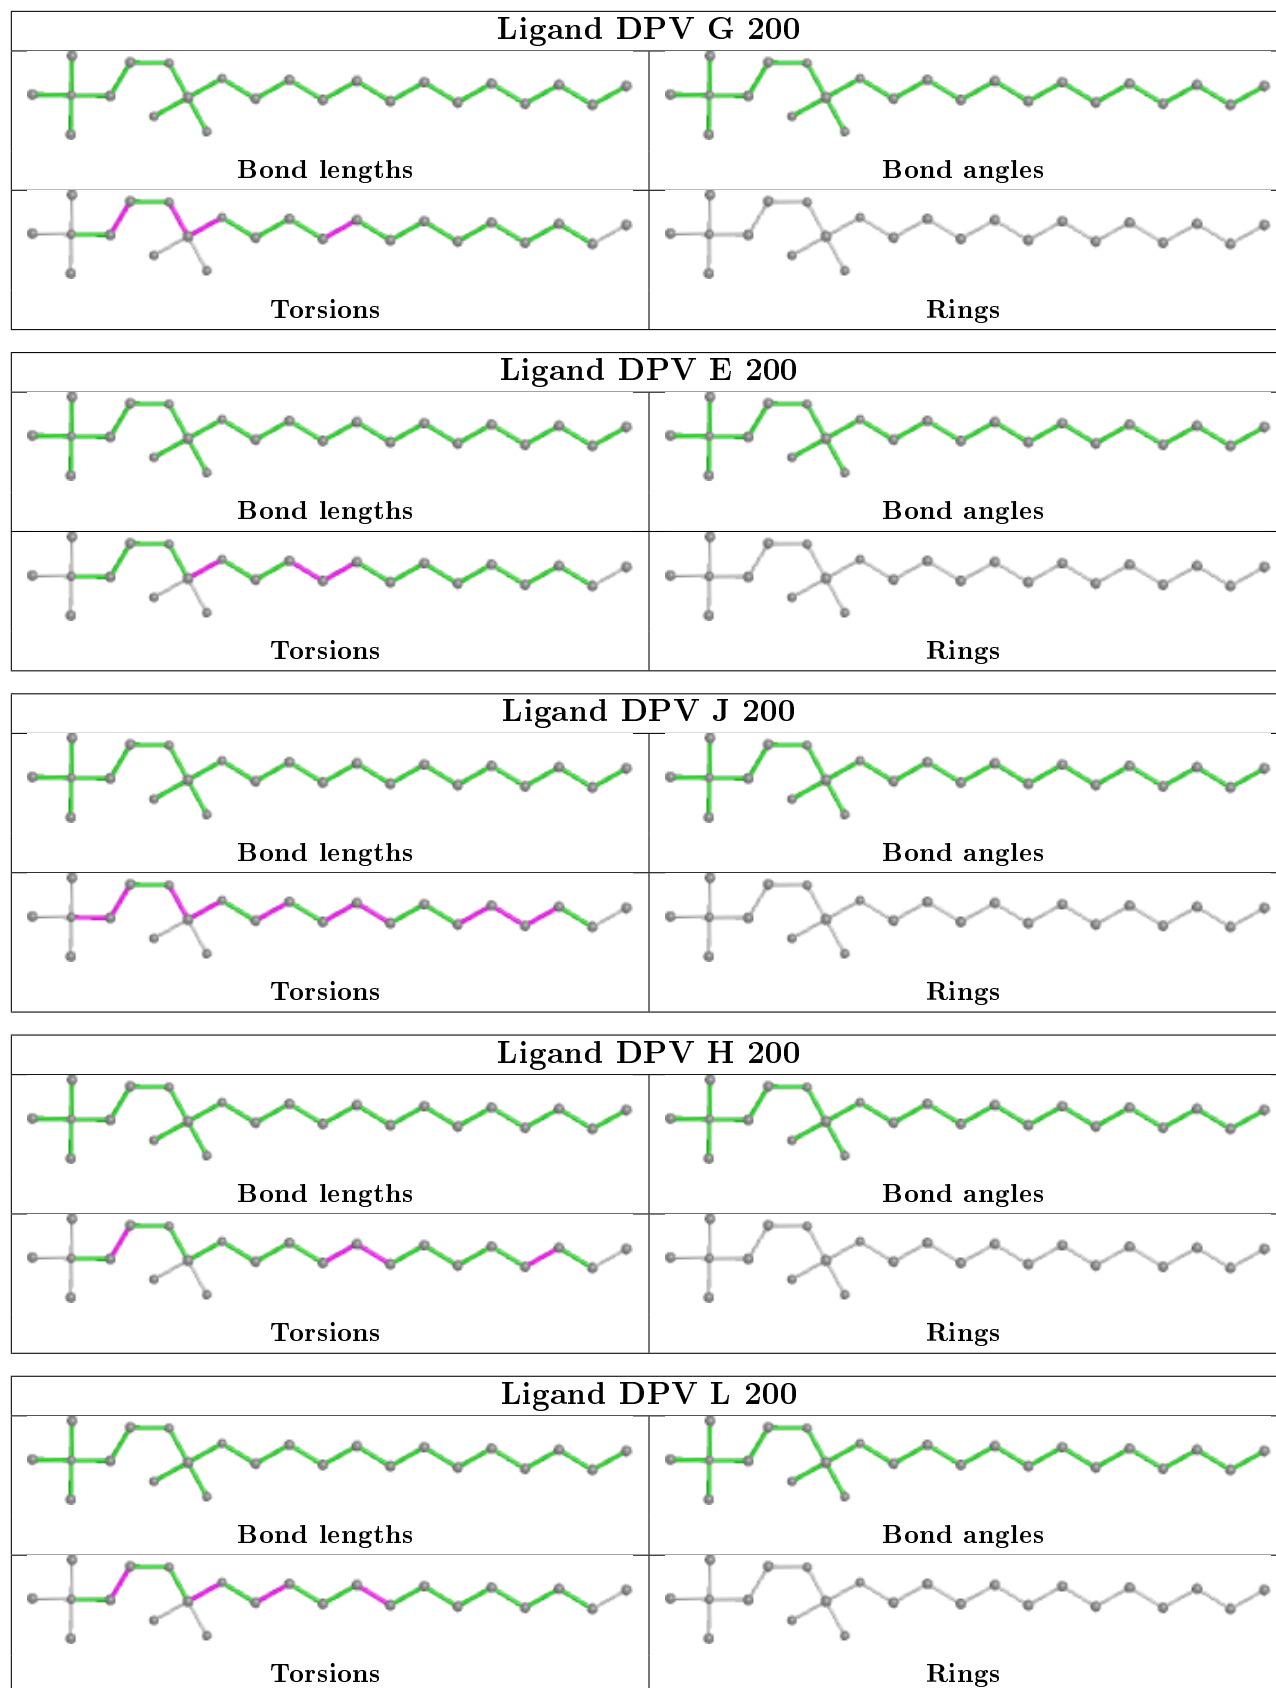 Ligand DPV G 200
Bond lengths
Bond angles
Torsions
Rings
Ligand DPV E 200
Bond lengths
Bond angles
Torsions
Rings
Ligand DPV J 200
Bond lengths
Bond angles
Torsions
Rings
Ligand DPV H 200
Bond lengths
Bond angles
Torsions
Rings
Ligand DPV L 200
Bond lengths
Bond angles
Torsions
Rings